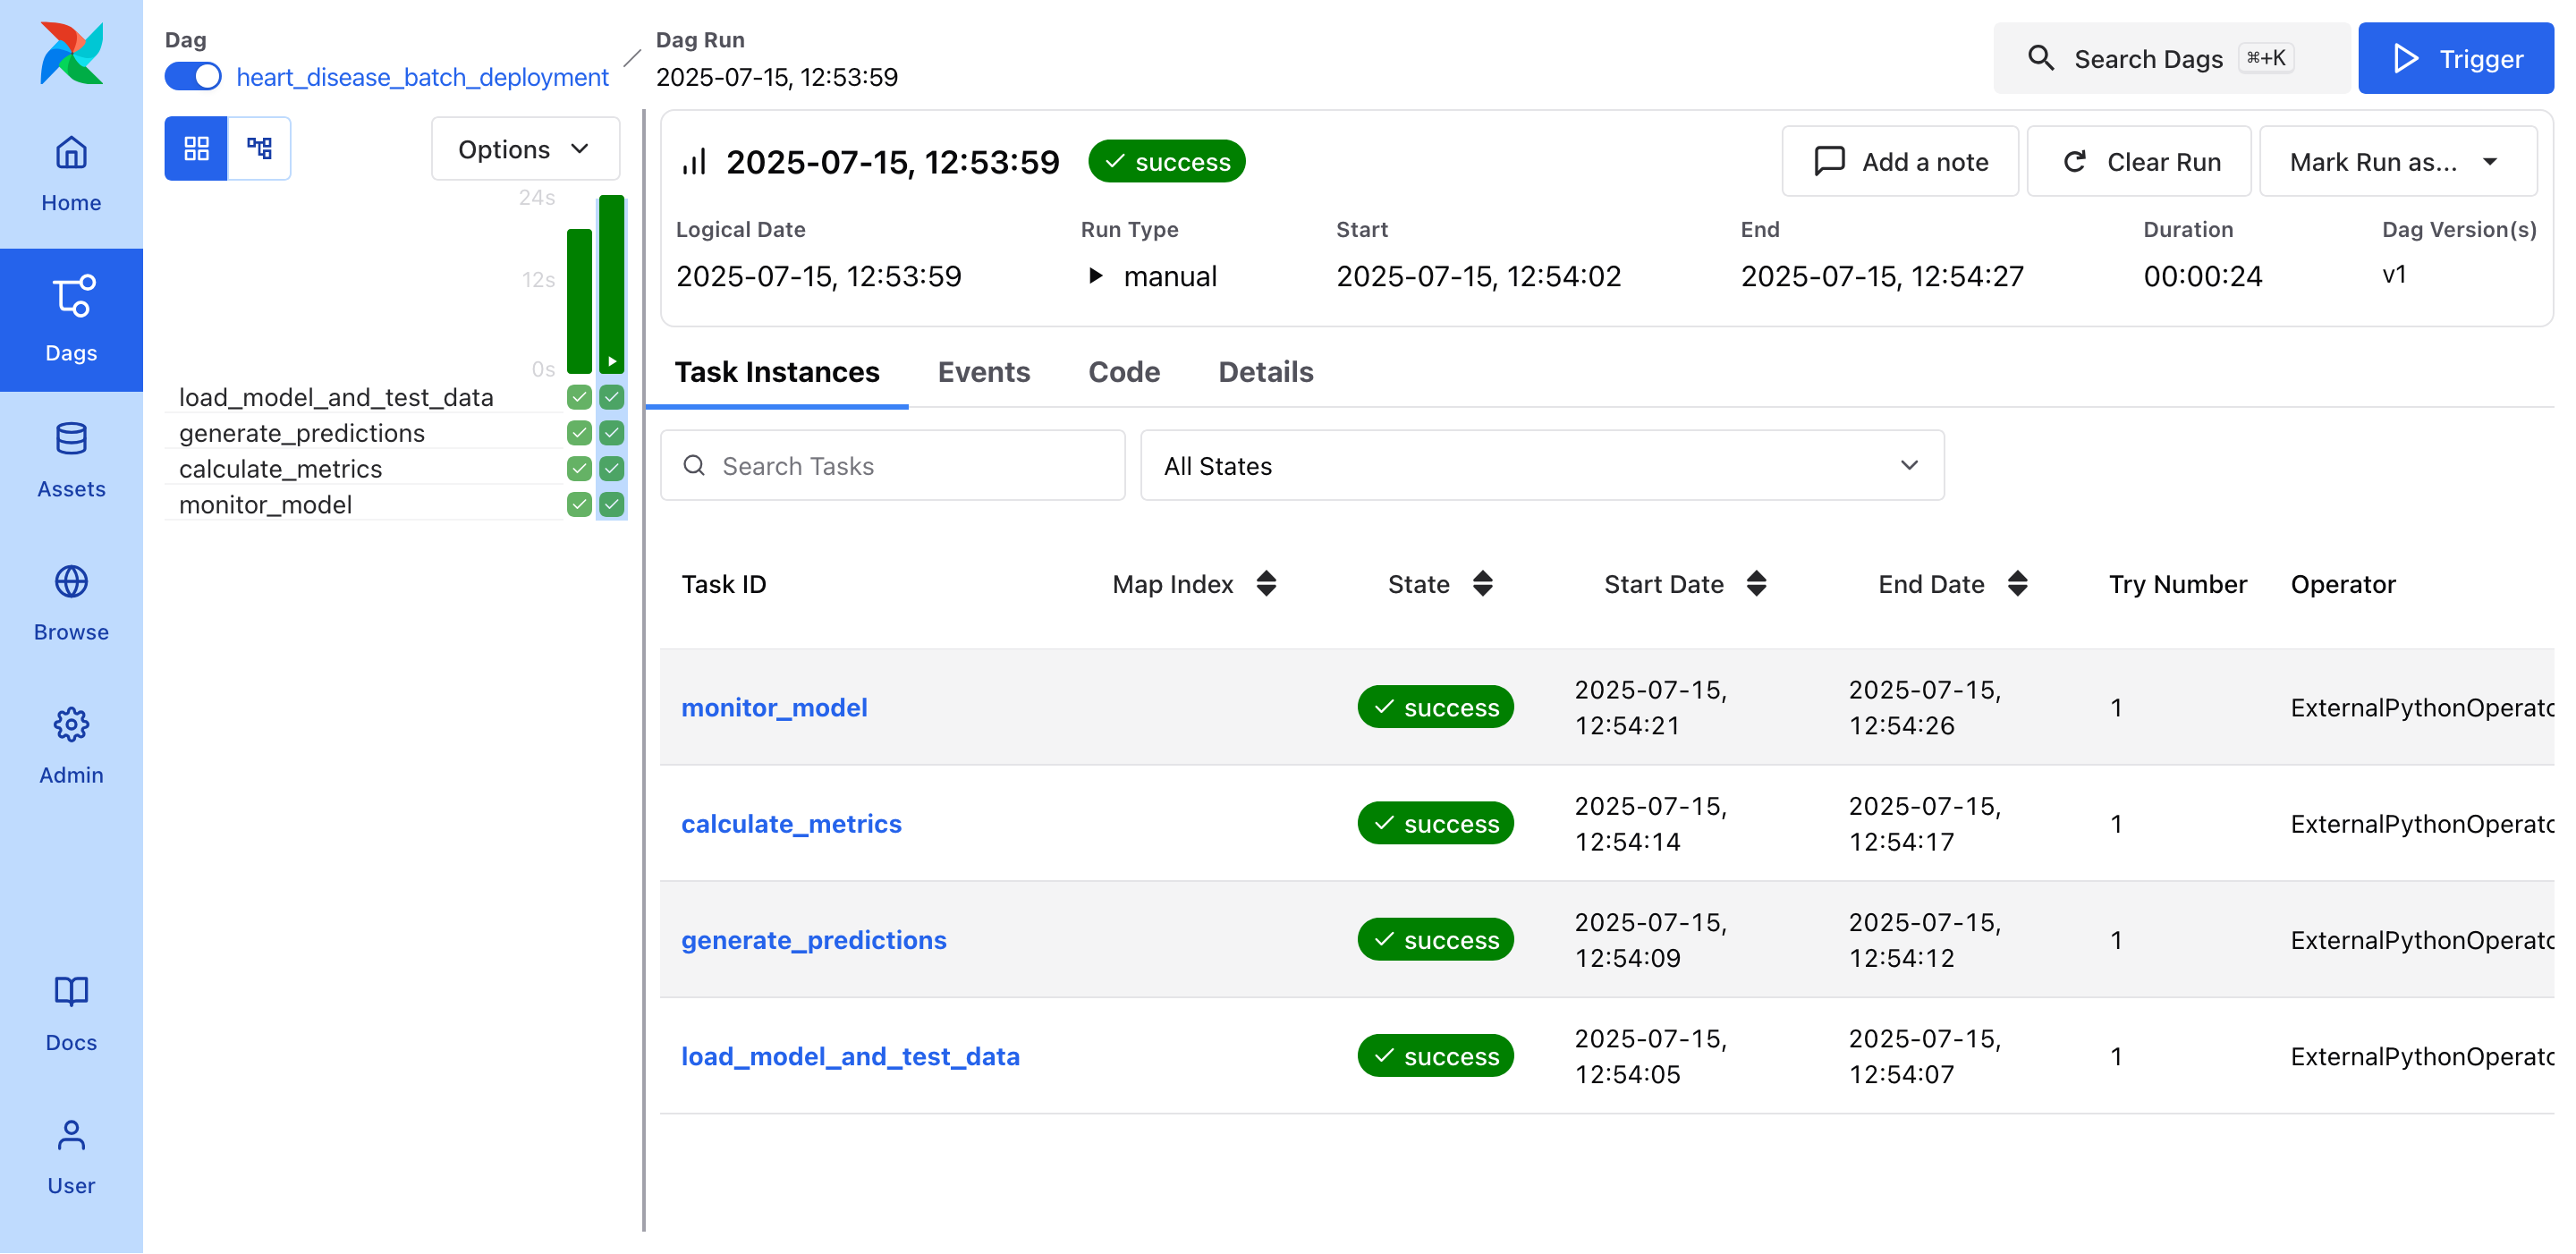 Dag
heart_disease_batch_deployment
Dag Run
2025-07-15, 12:53:59
Search Dags ⌘+K
Trigger
Home
Dags
Assets
Browse
Admin
Docs
User
Options
24s
12s
0s
load_model_and_test_data
generate_predictions
calculate_metrics
monitor_model
2025-07-15, 12:53:59 success
Add a note
Clear Run
Mark Run as...
Logical Date Run Type Start End Duration Dag Version(s)
2025-07-15, 12:53:59 manual 2025-07-15, 12:54:02 2025-07-15, 12:54:27 00:00:24 v1
Task Instances Events Code Details
Search Tasks
All States
Task ID Map Index State Start Date End Date Try Number Operator
monitor_model success 2025-07-15, 12:54:21 2025-07-15, 12:54:26 1 ExternalPythonOperato
calculate_metrics success 2025-07-15, 12:54:14 2025-07-15, 12:54:17 1 ExternalPythonOperato
generate_predictions success 2025-07-15, 12:54:09 2025-07-15, 12:54:12 1 ExternalPythonOperato
load_model_and_test_data success 2025-07-15, 12:54:05 2025-07-15, 12:54:07 1 ExternalPythonOperato